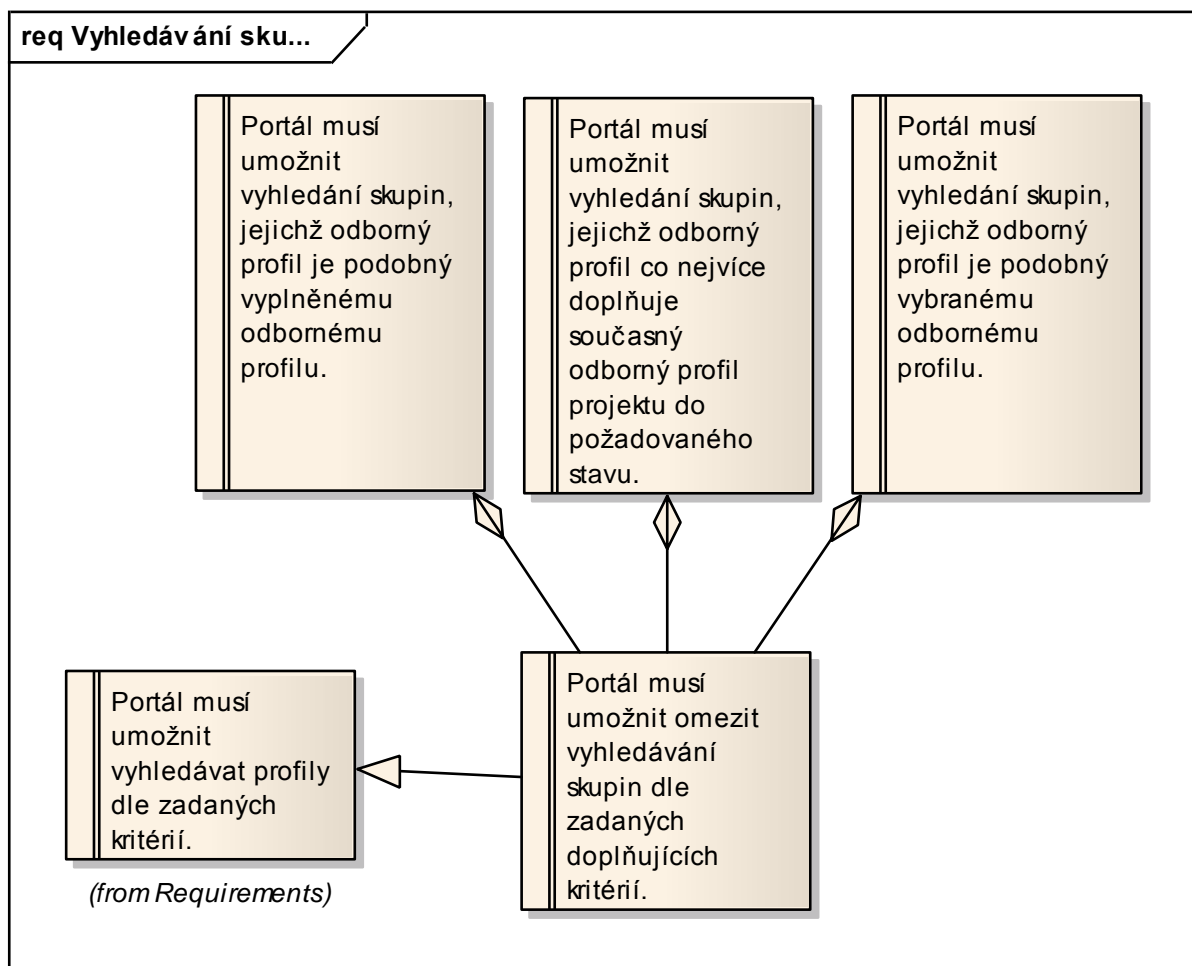 req Vyhledávání sku...
Portál musí
umožnit
vyhledání skupin,
jejichž odborný
profil je podobný
vyplněnému
odbornému
profilu.
Portál musí
umožnit
vyhledání skupin,
jejichž odborný
profil co nejvíce
doplňuje
současný
odborný profil
projektu do
požadovaného
stavu.
Portál musí
umožnit
vyhledání skupin,
jejichž odborný
profil je podobný
vybranému
odbornému
profilu.
Portál musí
umožnit
vyhledávat profily
dle zadaných
kritérií.
(from Requirements)
Portál musí
umožnit omezit
vyhledávání
skupin dle
zadaných
doplňujících
kritérií.